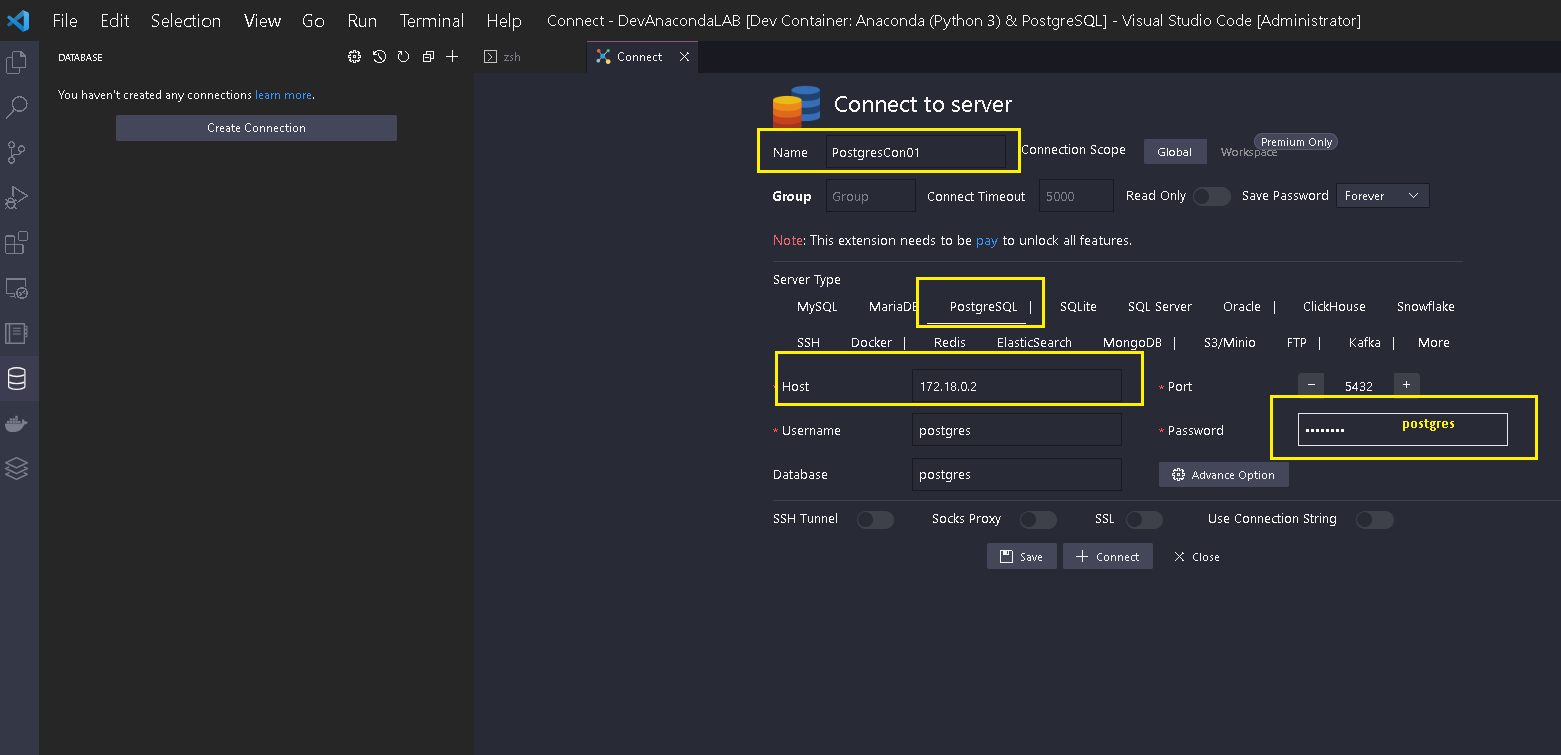 File Edit Selection View Go Run Terminal Help Connect - DevAnacondaLAB [Dev Container: Anaconda (Python 3) & PostgreSQL] - Visual Studio Code [Administrator]
DATABASE
zsh
Connect
You haven't created any connections learn more.
Create Connection
Connect to server
Name PostgresCon01 Connection Scope Global Workspace Premium Only
Group Group Connect Timeout 5000 Read Only Save Password Forever
Note: This extension needs to be pay to unlock all features.
Server Type
MySQL MariaDB PostgreSQL | SQLite SQL Server Oracle | ClickHouse Snowflake
SSH Docker | Redis ElasticSearch MongoDB | S3/Minio FTP | Kafka | More
* Host 172.18.0.2 * Port − 5432 +
* Username postgres * Password •••••••• postgres
Database postgres Advance Option
SSH Tunnel Socks Proxy SSL Use Connection String
Save Connect Close